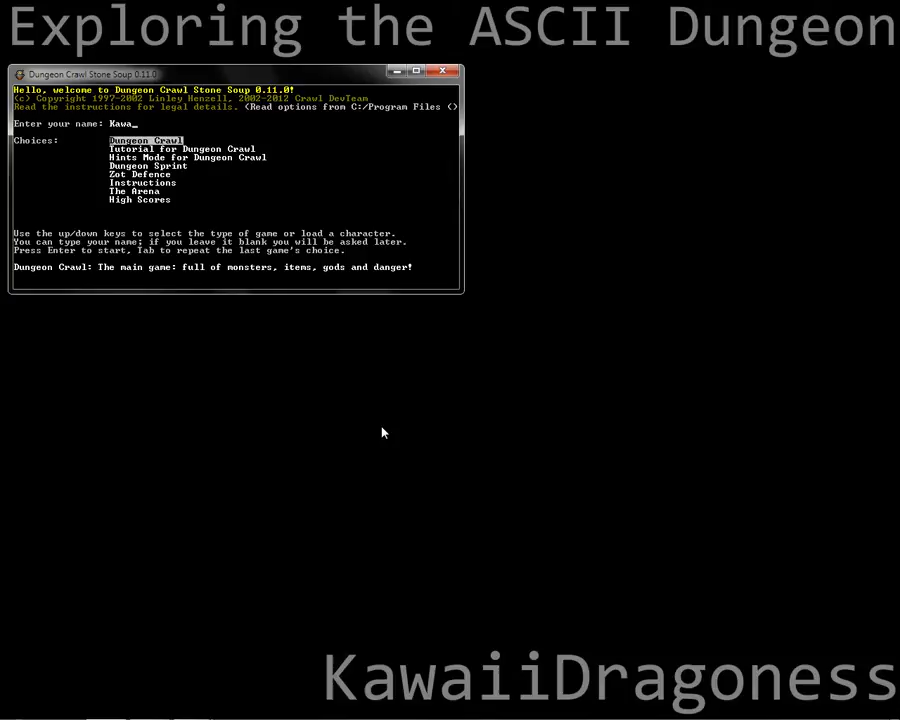 Exploring the ASCII Dungeon
Dungeon Crawl Stone Soup 0.11.0
Hello, welcome to Dungeon Crawl Stone Soup 0.11.0!
(c) Copyright 1997-2002 Linley Henzell, 2002-2012 Crawl DevTeam
Read the instructions for legal details. (Read options from C:/Program Files ()
Enter your name: Kawa_
Choices: Dungeon Crawl
Tutorial for Dungeon Crawl
Hints Mode for Dungeon Crawl
Dungeon Sprint
Zot Defence
Instructions
The Arena
High Scores
Use the up/down keys to select the type of game or load a character.
You can type your name; if you leave it blank you will be asked later.
Press Enter to start, Tab to repeat the last game's choice.
Dungeon Crawl: The main game: full of monsters, items, gods and danger!
KawaiiDragoness